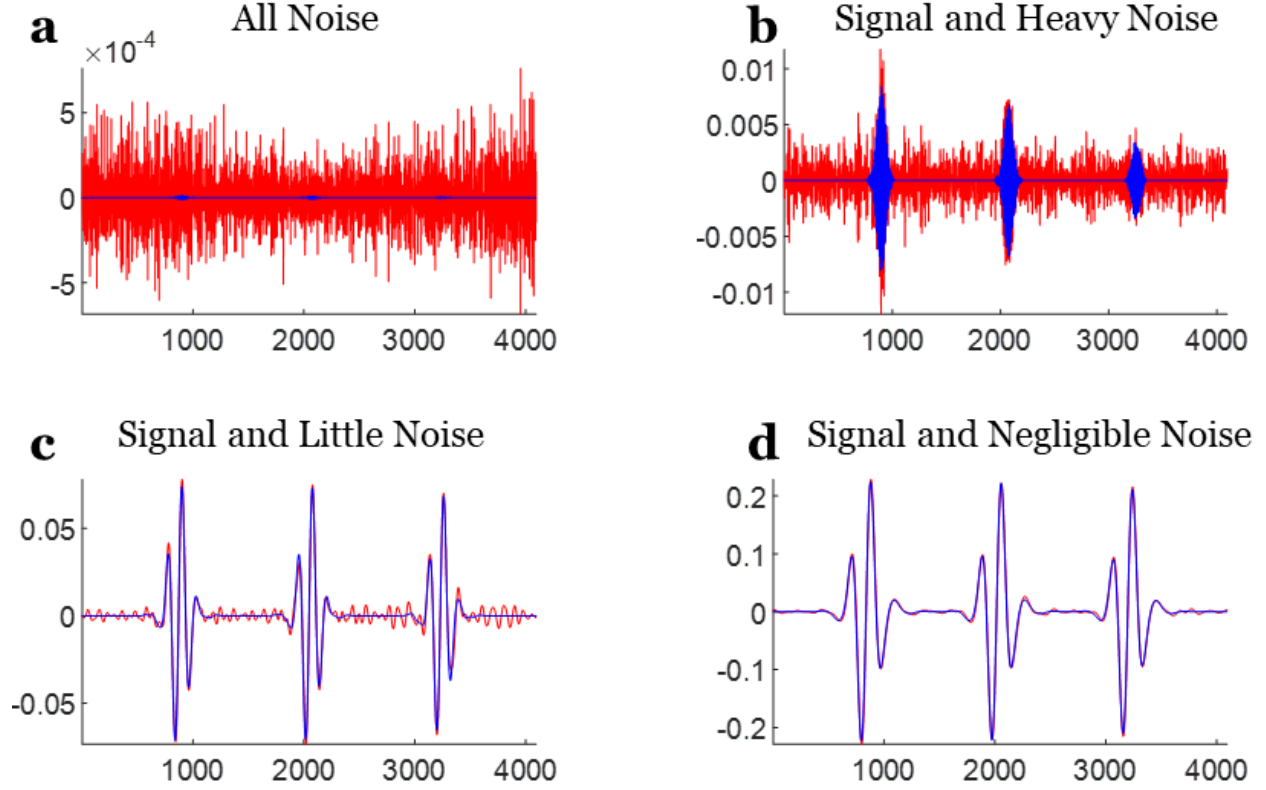 a All Noise
×10⁻⁴
5
0
-5
1000 2000 3000 4000
b Signal and Heavy Noise
0.01
0.005
0
-0.005
-0.01
1000 2000 3000 4000
c Signal and Little Noise
0.05
0
-0.05
1000 2000 3000 4000
d Signal and Negligible Noise
0.2
0.1
0
-0.1
-0.2
1000 2000 3000 4000